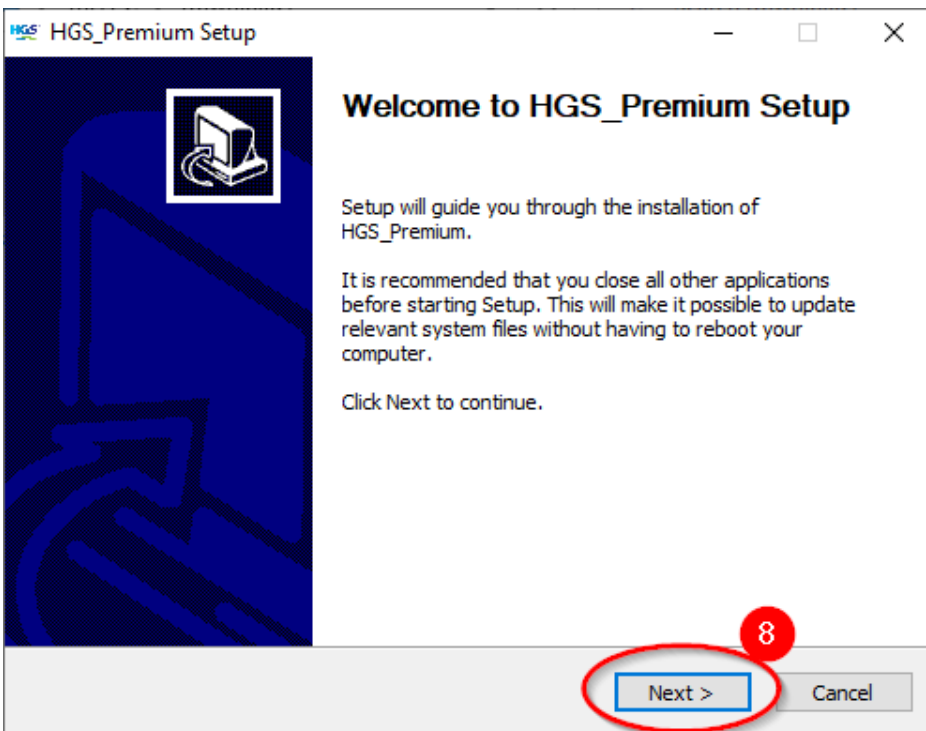 HGS HGS_Premium Setup
Welcome to HGS_Premium Setup
Setup will guide you through the installation of
HGS_Premium.
It is recommended that you close all other applications
before starting Setup. This will make it possible to update
relevant system files without having to reboot your
computer.
Click Next to continue.
8
Next > Cancel